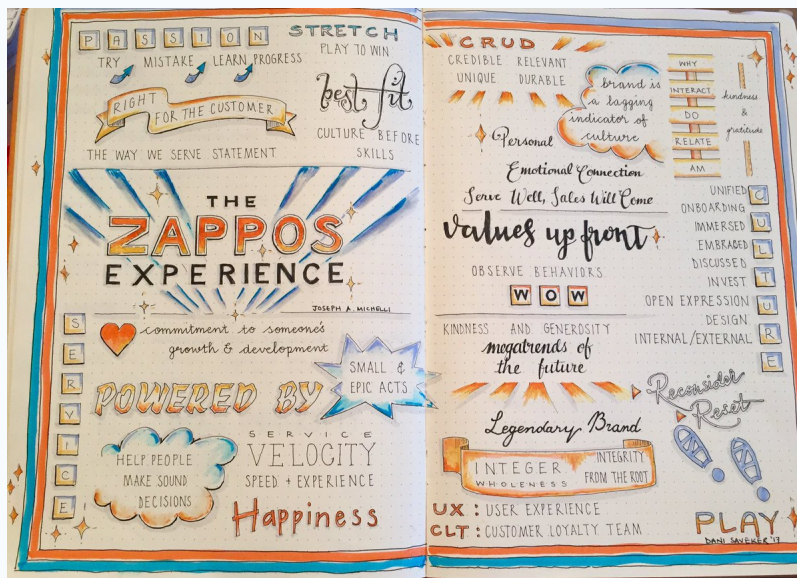 PASSION
TRY MISTAKE LEARN PROGRESS
RIGHT FOR THE CUSTOMER
THE WAY WE SERVE STATEMENT
STRETCH
PLAY TO WIN
best fit
CULTURE BEFORE
SKILLS
THE
ZAPPOS
EXPERIENCE
JOSEPH A. MICHELLI
SERVICE
commitment to someone's
growth & development
POWERED BY
SMALL &
EPIC ACTS
HELP PEOPLE
MAKE SOUND
DECISIONS
SERVICE
VELOCITY
SPEED + EXPERIENCE
Happiness
CRUD
CREDIBLE RELEVANT
UNIQUE DURABLE
brand is
a lagging
indicator of
culture
WHY
INTERACT
DO
RELATE
AM
kindness
&
gratitude
Personal
Emotional Connection
Serve Well, Sales Will Come
values up front
OBSERVE BEHAVIORS
WOW
CULTURE
UNIFIED
ONBOARDING
IMMERSED
EMBRACED
DISCUSSED
INVEST
OPEN EXPRESSION
DESIGN
INTERNAL/EXTERNAL
KINDNESS AND GENEROSITY
megatrends of
the future
Reconsider
Reset
Legendary Brand
INTEGER
WHOLENESS
INTEGRITY
FROM THE ROOT
UX : USER EXPERIENCE
CLT : CUSTOMER LOYALTY TEAM
PLAY
DANI SAVEKER '17